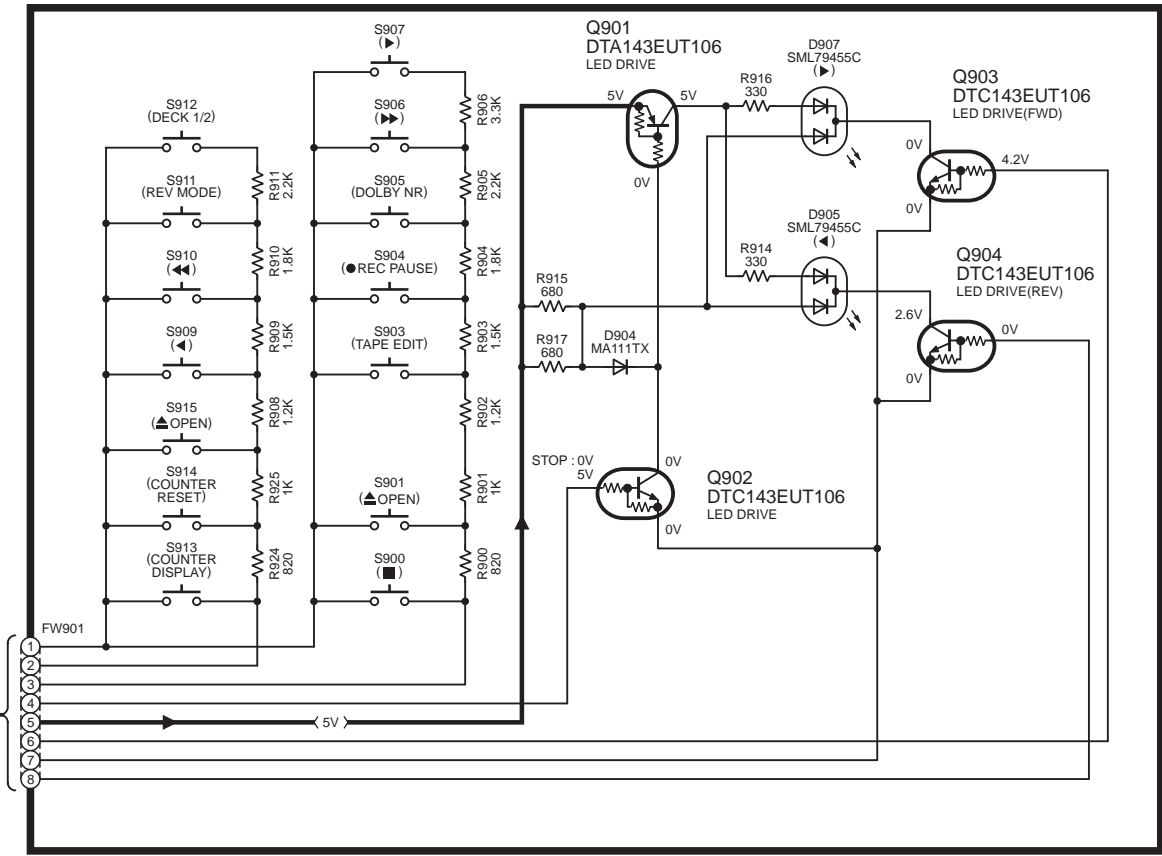 S907
(▶)
S912
(DECK 1/2)
S906
(▶▶)
R906
3.3K
S911
(REV MODE)
R911
2.2K
S905
(DOLBY NR)
R905
2.2K
S910
(◀◀)
R910
1.8K
S904
(●REC PAUSE)
R904
1.8K
S909
(◀)
R909
1.5K
S903
(TAPE EDIT)
R903
1.5K
S915
(⏏OPEN)
R908
1.2K
R902
1.2K
S914
(COUNTER
RESET)
R925
1K
S901
(⏏OPEN)
R901
1K
S913
(COUNTER
DISPLAY)
R924
820
S900
(■)
R900
820
Q901
DTA143EUT106
LED DRIVE
5V
5V
0V
R916
330
D907
SML79455C
(▶)
Q903
DTC143EUT106
LED DRIVE(FWD)
0V
4.2V
0V
R914
330
D905
SML79455C
(◀)
Q904
DTC143EUT106
LED DRIVE(REV)
2.6V
0V
0V
R915
680
R917
680
D904
MA111TX
STOP : 0V
5V
0V
0V
Q902
DTC143EUT106
LED DRIVE
FW901
1
2
3
4
5
5V
6
7
8